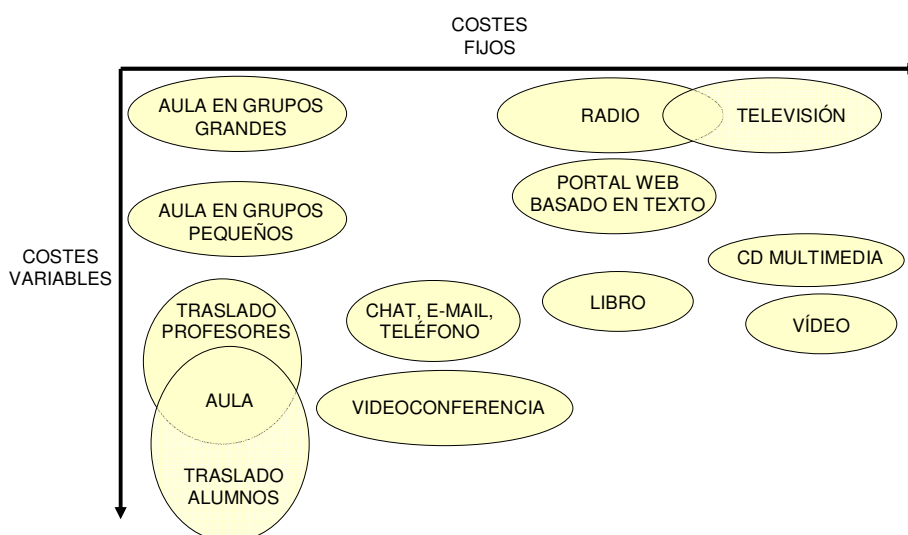 COSTES
FIJOS
AULA EN GRUPOS
GRANDES
RADIO
TELEVISIÓN
PORTAL WEB
BASADO EN TEXTO
AULA EN GRUPOS
PEQUEÑOS
COSTES
VARIABLES
CD MULTIMEDIA
TRASLADO
PROFESORES
CHAT, E-MAIL,
TELÉFONO
LIBRO
VÍDEO
AULA
VIDEOCONFERENCIA
TRASLADO
ALUMNOS